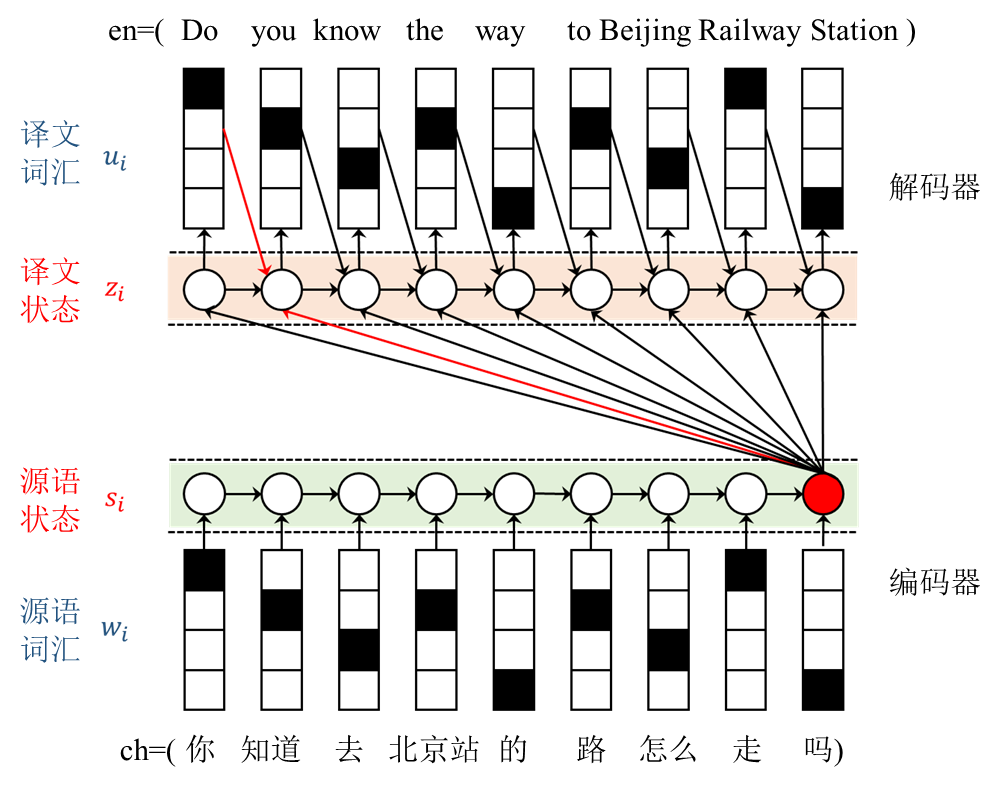 en=( Do you know the way to Beijing Railway Station )
译文
词汇 uᵢ
解码器
译文
状态 zᵢ
源语
状态 sᵢ
编码器
源语
词汇 wᵢ
ch=( 你 知道 去 北京站 的 路 怎么 走 吗)